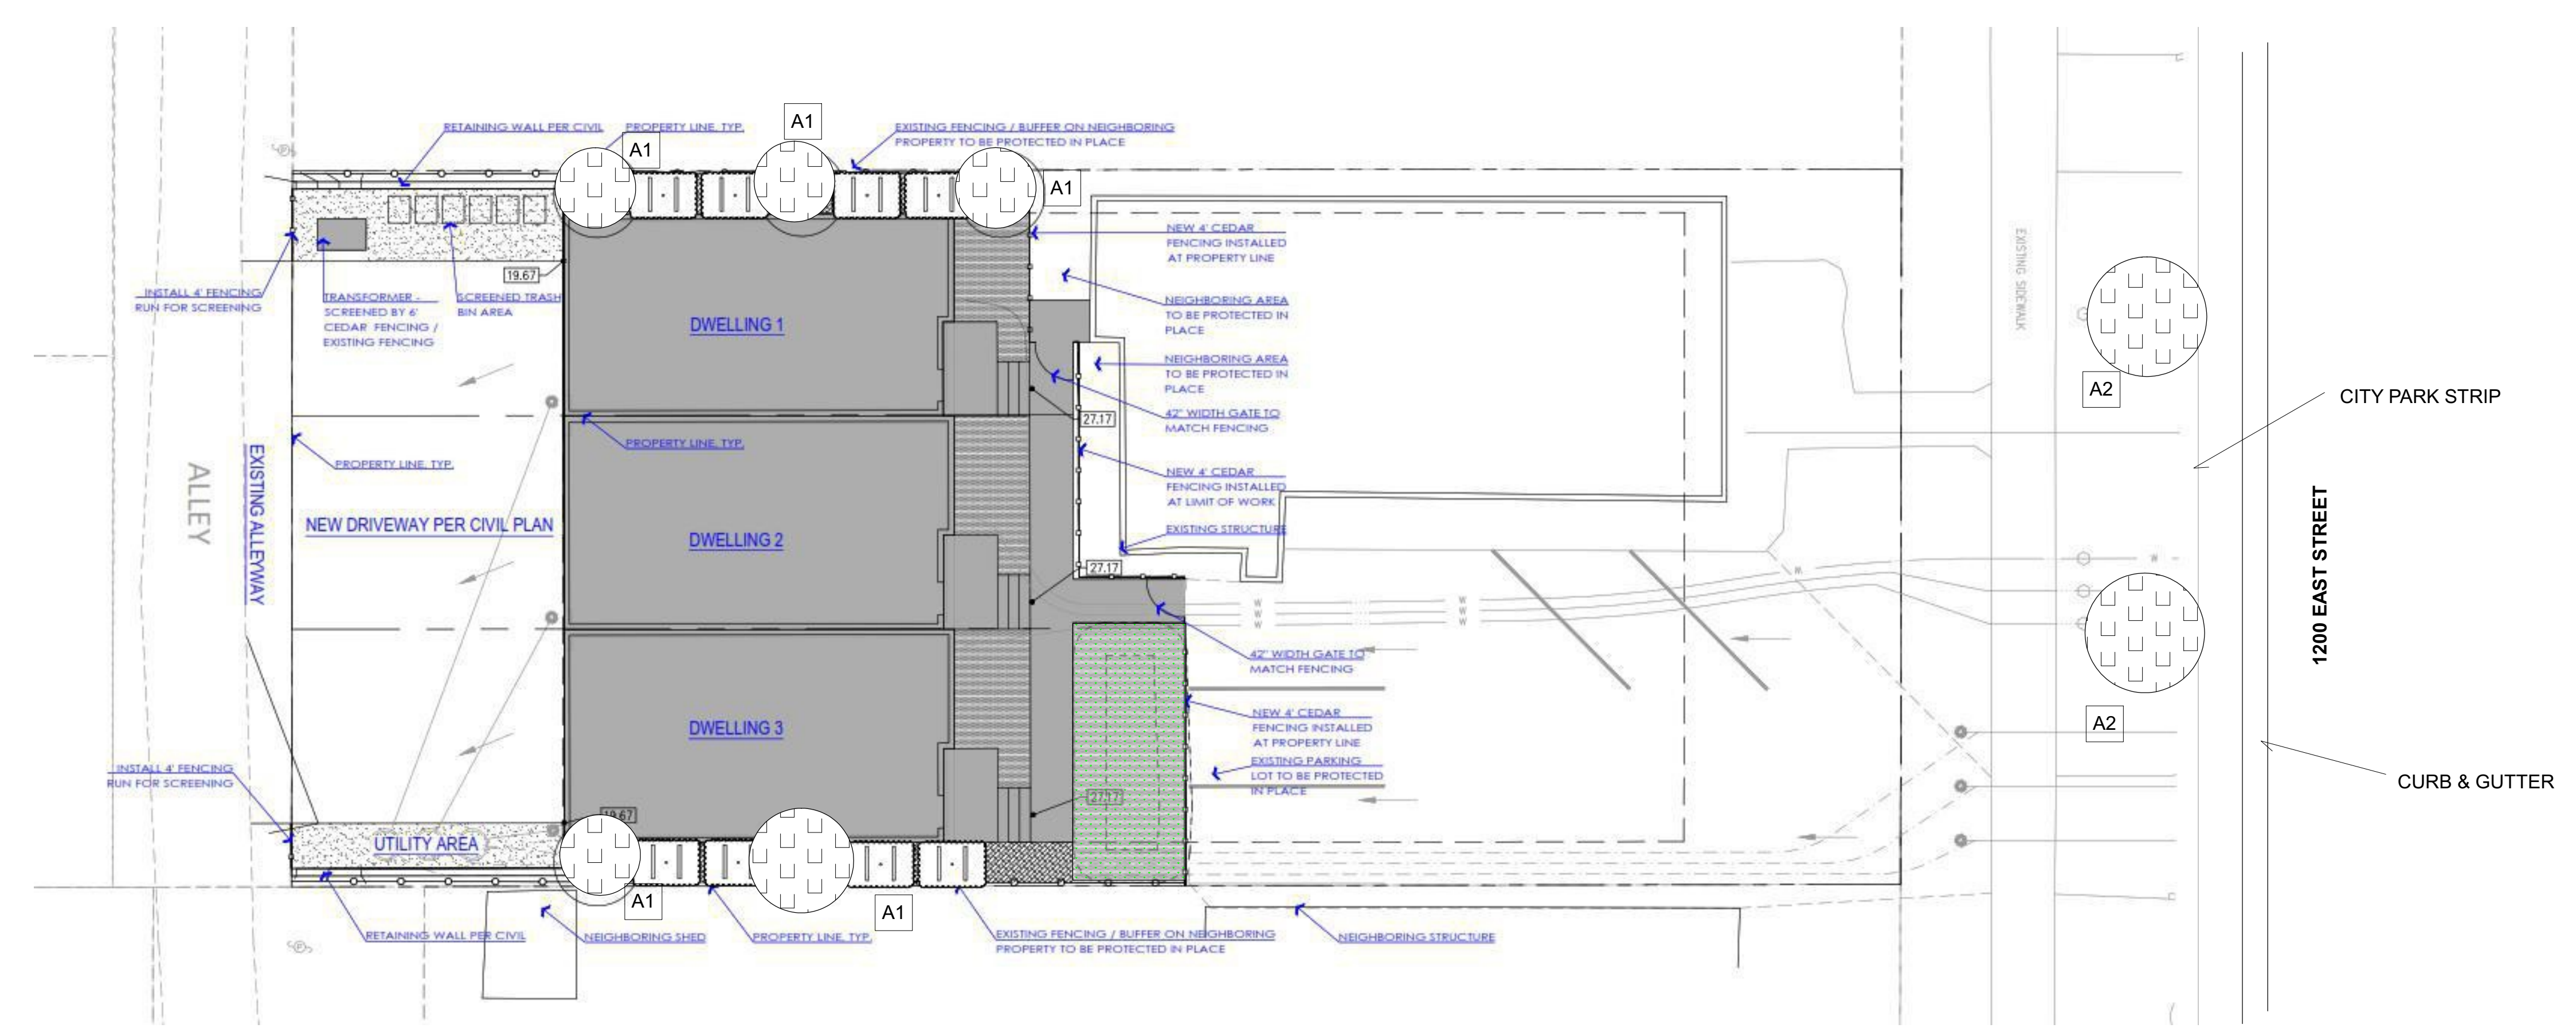 RETAINING WALL PER CIVIL
PROPERTY LINE, TYP.
A1
A1
EXISTING FENCING / BUFFER ON NEIGHBORING
PROPERTY TO BE PROTECTED IN PLACE
A1
NEW 4' CEDAR
FENCING INSTALLED
AT PROPERTY LINE
19.67
INSTALL 4' FENCING
RUN FOR SCREENING
TRANSFORMER -
SCREENED BY 6'
CEDAR FENCING /
EXISTING FENCING
SCREENED TRASH
BIN AREA
DWELLING 1
NEIGHBORING AREA
TO BE PROTECTED IN
PLACE
NEIGHBORING AREA
TO BE PROTECTED IN
PLACE
42" WIDTH GATE TO
MATCH FENCING
27.17
EXISTING SIDEWALK
A2
CITY PARK STRIP
PROPERTY LINE, TYP.
PROPERTY LINE, TYP.
ALLEY
EXISTING ALLEYWAY
NEW DRIVEWAY PER CIVIL PLAN
DWELLING 2
NEW 4' CEDAR
FENCING INSTALLED
AT LIMIT OF WORK
EXISTING STRUCTURE
27.17
W
W
W
W
W
W
W
W
W
1200 EAST STREET
42" WIDTH GATE TO
MATCH FENCING
DWELLING 3
NEW 4' CEDAR
FENCING INSTALLED
AT PROPERTY LINE
EXISTING PARKING
LOT TO BE PROTECTED
IN PLACE
A2
CURB & GUTTER
INSTALL 4' FENCING
RUN FOR SCREENING
27.17
19.67
UTILITY AREA
A1
A1
RETAINING WALL PER CIVIL
NEIGHBORING SHED
PROPERTY LINE, TYP.
EXISTING FENCING / BUFFER ON NEIGHBORING
PROPERTY TO BE PROTECTED IN PLACE
NEIGHBORING STRUCTURE